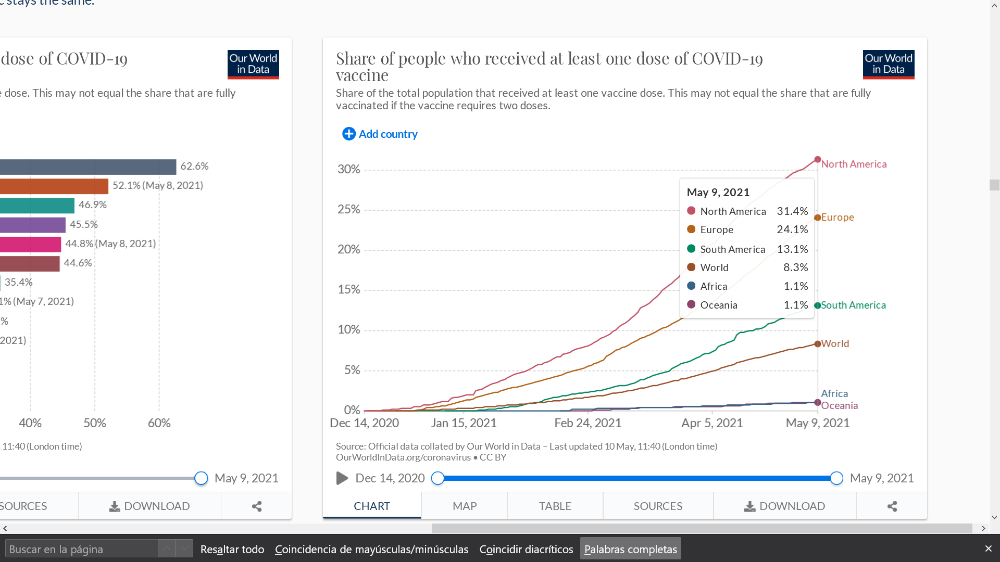 c stays the same.
dose of COVID-19
Our World
in Data
e dose. This may not equal the share that are fully
62.6%
52.1% (May 8, 2021)
46.9%
45.5%
44.8% (May 8, 2021)
44.6%
35.4%
1% (May 7, 2021)
%
2021)
40% 50% 60%
, 11:40 (London time)
May 9, 2021
SOURCES DOWNLOAD
Share of people who received at least one dose of COVID-19
vaccine
Our World
in Data
Share of the total population that received at least one vaccine dose. This may not equal the share that are fully
vaccinated if the vaccine requires two doses.
Add country
30%
25%
20%
15%
10%
5%
0%
North America
Europe
South America
World
Africa
Oceania
May 9, 2021
North America 31.4%
Europe 24.1%
South America 13.1%
World 8.3%
Africa 1.1%
Oceania 1.1%
Dec 14, 2020 Jan 15, 2021 Feb 24, 2021 Apr 5, 2021 May 9, 2021
Source: Official data collated by Our World in Data – Last updated 10 May, 11:40 (London time)
OurWorldInData.org/coronavirus • CC BY
Dec 14, 2020 May 9, 2021
CHART MAP TABLE SOURCES DOWNLOAD
Buscar en la página Resaltar todo Coincidencia de mayúsculas/minúsculas Coincidir diacríticos Palabras completas